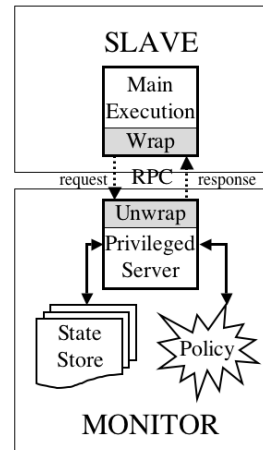 SLAVE
Main
Execution
Wrap
request RPC response
Unwrap
Privileged
Server
State
Store
Policy
MONITOR